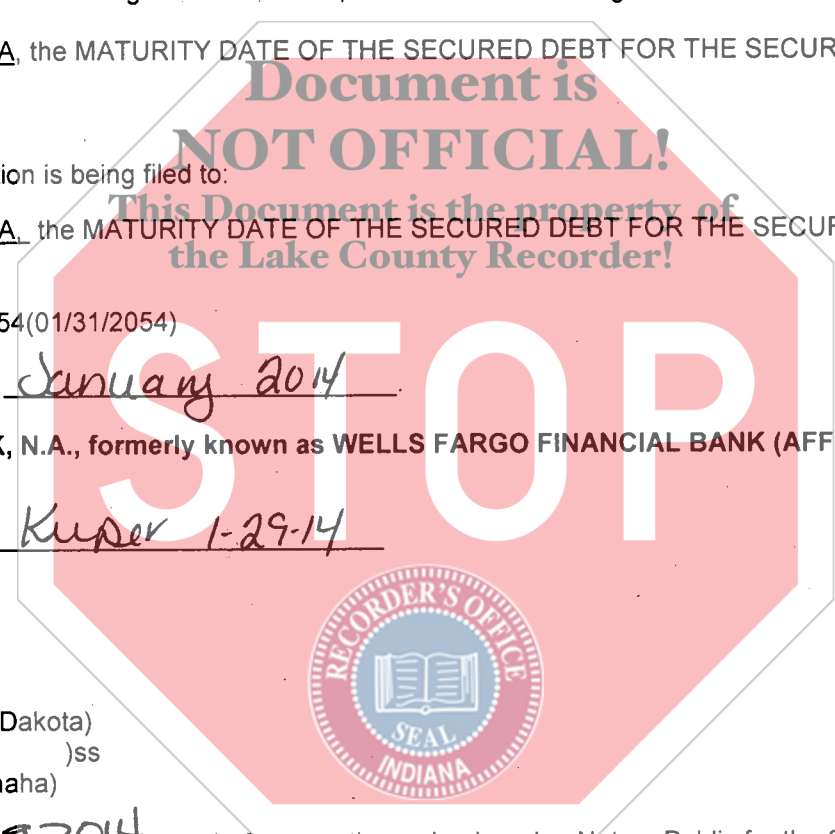 A, the MATURITY DATE OF THE SECURED DEBT FOR THE SECUR
Document is
NOT OFFICIAL!
ion is being filed to:
This Document is the property of
A, the MATURITY DATE OF THE SECURED DEBT FOR THE SECUR
the Lake County Recorder!
54(01/31/2054)
January 2014
K, N.A., formerly known as WELLS FARGO FINANCIAL BANK (AFF
STOP
Kuper 1-29-14
RECORDER'S OFFICE
SEAL
INDIANA
Dakota)
)ss
naha)
2014